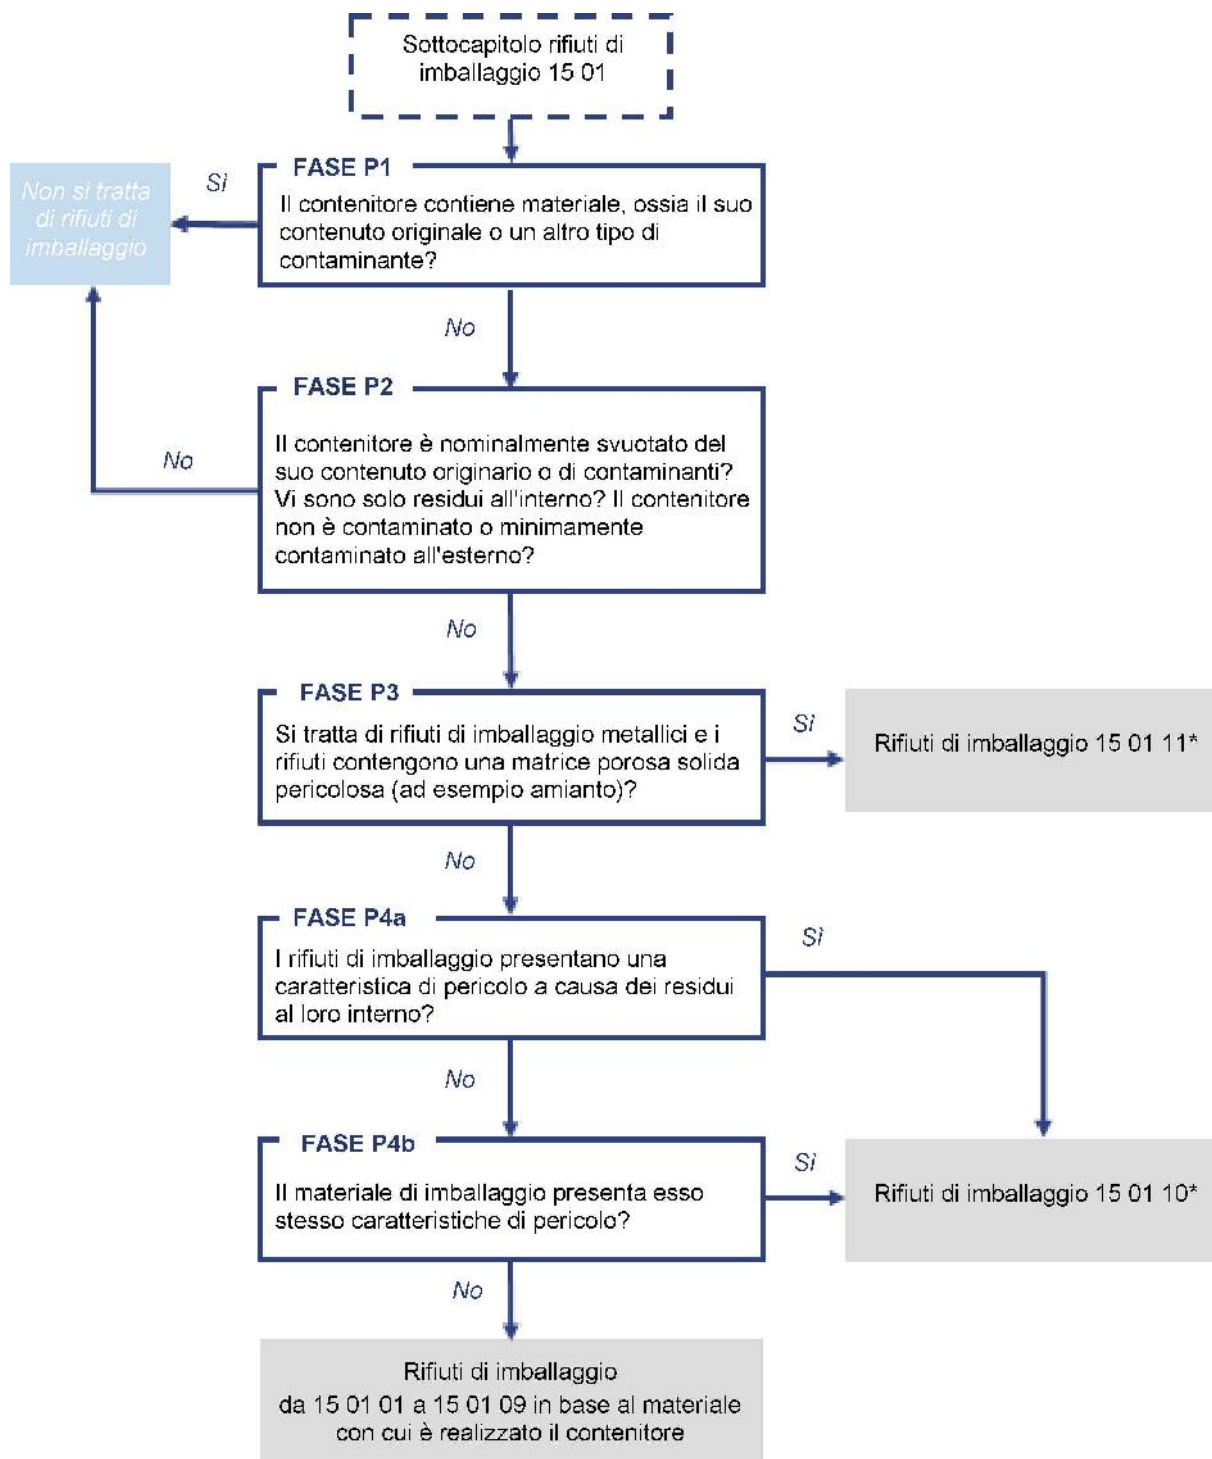 Sottocapitolo rifiuti di
imballaggio 15 01
FASE P1
Sì
Non si tratta
di rifiuti di
imballaggio
Il contenitore contiene materiale, ossia il suo
contenuto originale o un altro tipo di
contaminante?
No
FASE P2
Il contenitore è nominalmente svuotato del
suo contenuto originario o di contaminanti?
Vi sono solo residui all'interno? Il contenitore
non è contaminato o minimamente
contaminato all'esterno?
No
No
FASE P3
Si tratta di rifiuti di imballaggio metallici e i
rifiuti contengono una matrice porosa solida
pericolosa (ad esempio amianto)?
Sì
Rifiuti di imballaggio 15 01 11*
No
FASE P4a
I rifiuti di imballaggio presentano una
caratteristica di pericolo a causa dei residui
al loro interno?
Sì
No
FASE P4b
Il materiale di imballaggio presenta esso
stesso caratteristiche di pericolo?
Sì
Rifiuti di imballaggio 15 01 10*
No
Rifiuti di imballaggio
da 15 01 01 a 15 01 09 in base al materiale
con cui è realizzato il contenitore